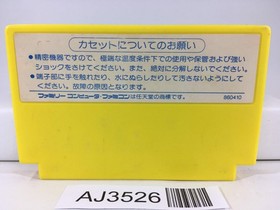 カセットについてのお願い
●精密機器ですので、極端な温度条件下での使用や保管および強い
ショックをさけてください。また、絶対に分解しないでください。
●端子部に手を触れたり、水にぬらしたりして汚さないようにして
ください。故障の原因となります。
ファミリーコンピュータ・ファミコンは任天堂の商標です。
860410
AJ3526